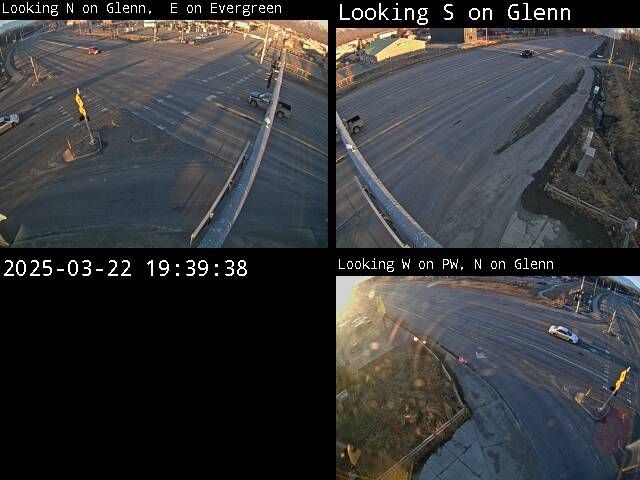 Looking N on Glenn, E on Evergreen
Looking S on Glenn
2025-03-22 19:39:38
Looking W on PW, N on Glenn